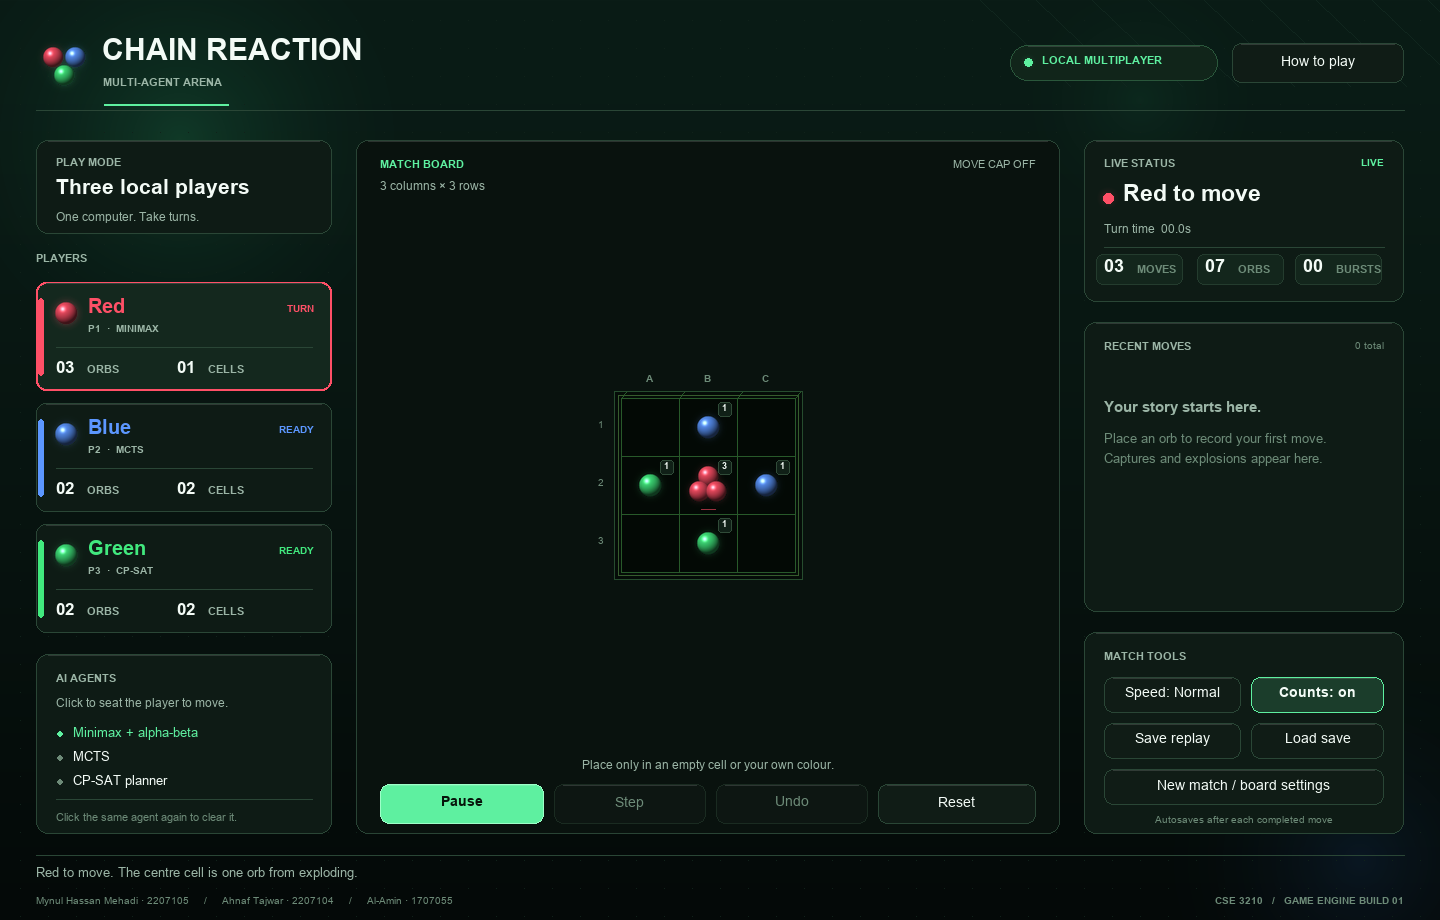 CHAIN REACTION
MULTI-AGENT ARENA
LOCAL MULTIPLAYER
How to play
PLAY MODE
Three local players
One computer. Take turns.
PLAYERS
Red
TURN
P1 · MINIMAX
03 ORBS 01 CELLS
Blue
READY
P2 · MCTS
02 ORBS 02 CELLS
Green
READY
P3 · CP-SAT
02 ORBS 02 CELLS
AI AGENTS
Click to seat the player to move.
Minimax + alpha-beta
MCTS
CP-SAT planner
Click the same agent again to clear it.
MATCH BOARD
MOVE CAP OFF
3 columns × 3 rows
A B C
1 1
2 1 3 1
3 1
Place only in an empty cell or your own colour.
Pause Step Undo Reset
LIVE STATUS
LIVE
Red to move
Turn time 00.0s
03 MOVES 07 ORBS 00 BURSTS
RECENT MOVES
0 total
Your story starts here.
Place an orb to record your first move.
Captures and explosions appear here.
MATCH TOOLS
Speed: Normal Counts: on
Save replay Load save
New match / board settings
Autosaves after each completed move
Red to move. The centre cell is one orb from exploding.
Mynul Hassan Mehadi · 2207105 / Ahnaf Tajwar · 2207104 / Al-Amin · 1707055
CSE 3210 / GAME ENGINE BUILD 01